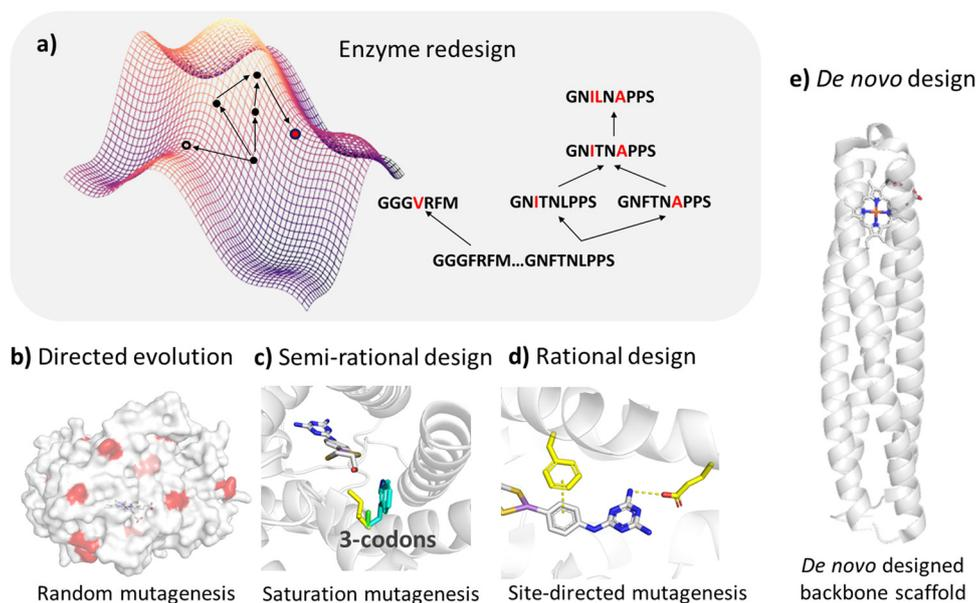 a)
Enzyme redesign
GNILNAPPS
GNITNAPPS
GGGVRFM
GNITNLPPS
GNFTNAPPS
GGGFRFM...GNFTNLPPS
e) De novo design
b) Directed evolution
c) Semi-rational design
d) Rational design
3-codons
Random mutagenesis
Saturation mutagenesis
Site-directed mutagenesis
De novo designed
backbone scaffold